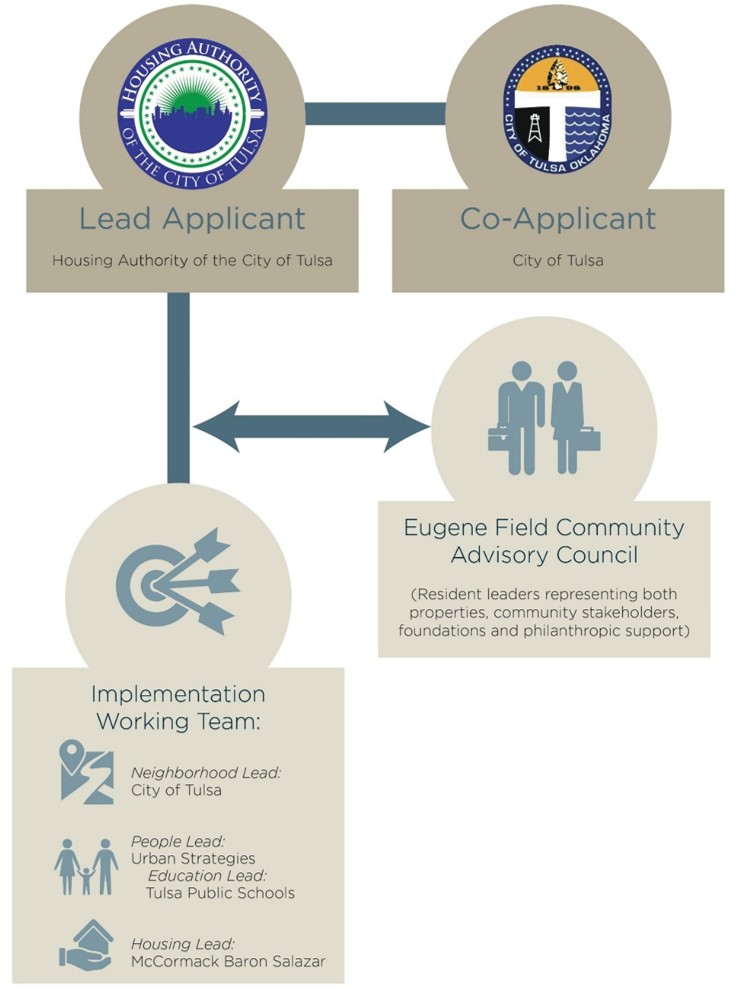 HOUSING AUTHORITY
OF THE CITY OF TULSA
1898
CITY OF TULSA OKLAHOMA
Lead Applicant
Housing Authority of the City of Tulsa
Co-Applicant
City of Tulsa
Eugene Field Community
Advisory Council
(Resident leaders representing both
properties, community stakeholders,
foundations and philanthropic support)
Implementation
Working Team:
Neighborhood Lead:
City of Tulsa
People Lead:
Urban Strategies
Education Lead:
Tulsa Public Schools
Housing Lead:
McCormack Baron Salazar